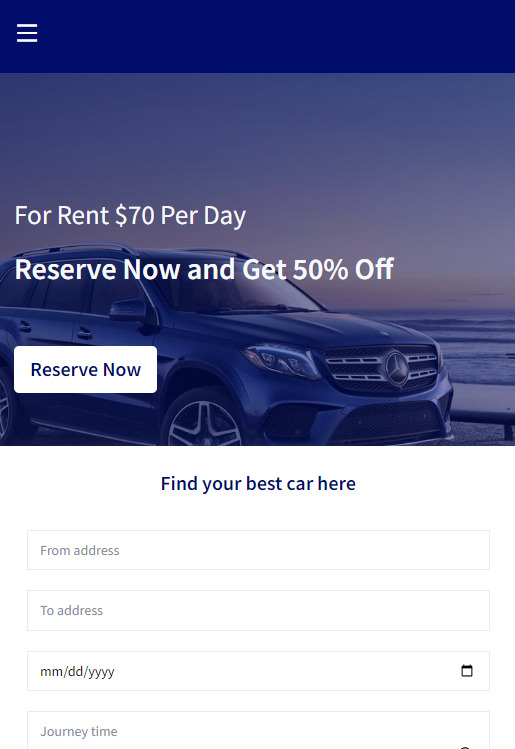 For Rent $70 Per Day
Reserve Now and Get 50% Off
Reserve Now
Find your best car here
From address
To address
mm/dd/yyyy
Journey time